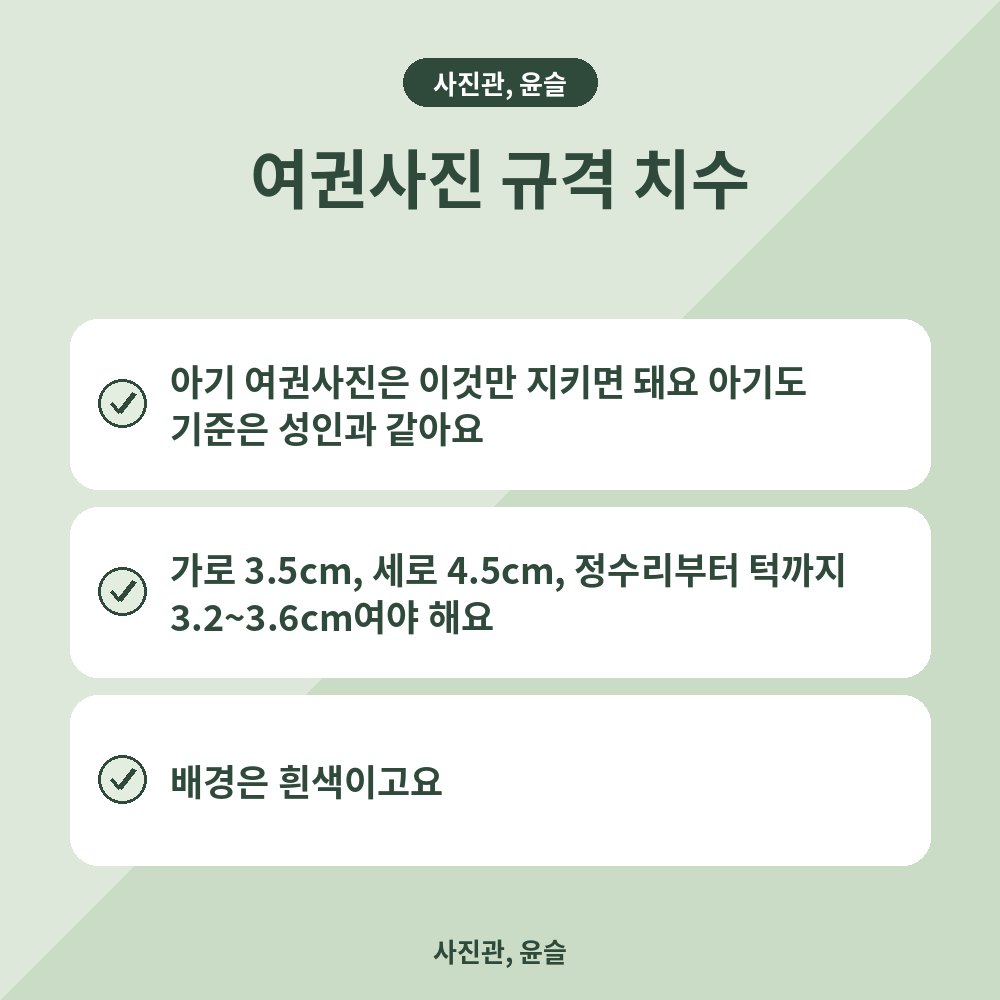 사진관, 윤슬
여권사진 규격 치수
아기 여권사진은 이것만 지키면 돼요 아기도
기준은 성인과 같아요
가로 3.5cm, 세로 4.5cm, 정수리부터 턱까지
3.2~3.6cm여야 해요
배경은 흰색이고요
사진관, 윤슬